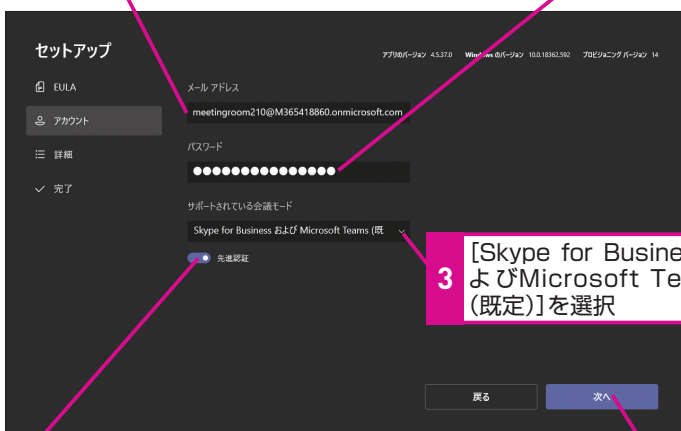 セットアップ
アプリのバージョン 4.5.37.0 Windows のバージョン 10.0.18362.592 プロビジョニング バージョン 14
EULA
アカウント
詳細
完了
メール アドレス
meetingroom210@M365418860.onmicrosoft.com
パスワード
サポートされている会議モード
Skype for Business および Microsoft Teams (既
先進認証
3
[Skype for Busine
よびMicrosoft Te
(既定)]を選択
戻る
次へ